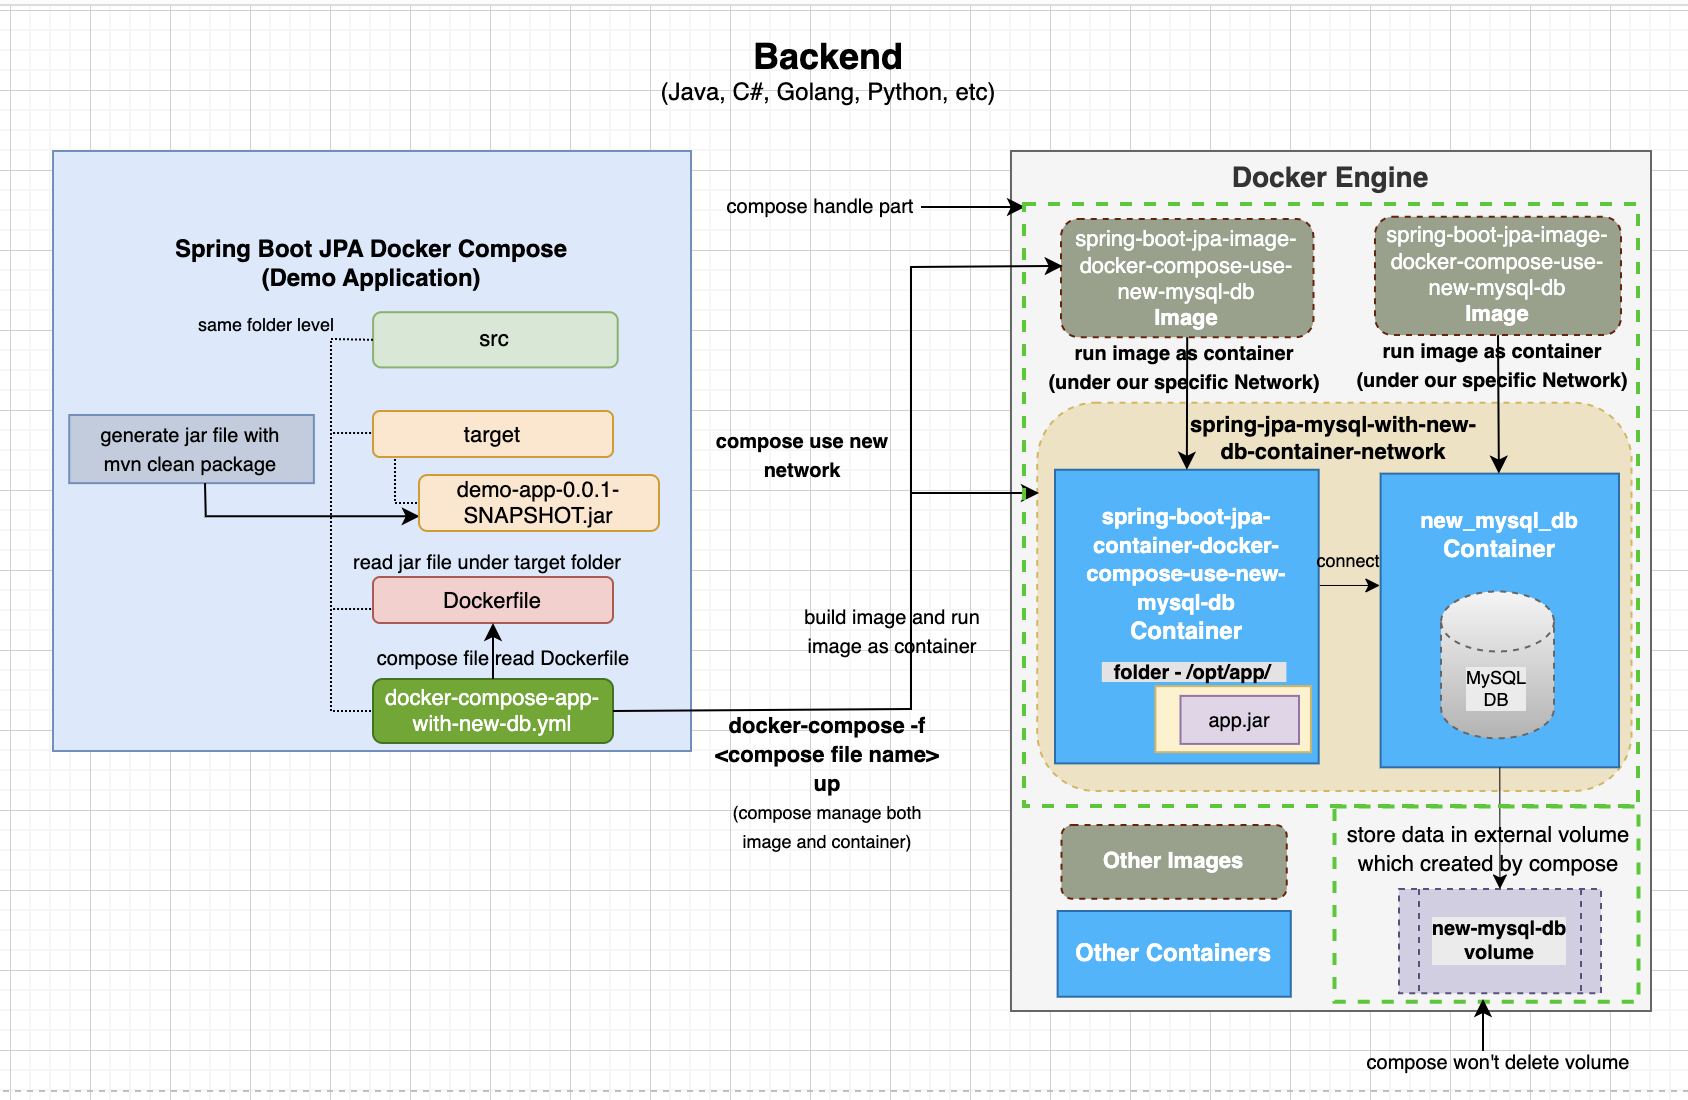 Backend
(Java, C#, Golang, Python, etc)
Spring Boot JPA Docker Compose
(Demo Application)
same folder level
src
generate jar file with
mvn clean package
target
demo-app-0.0.1-
SNAPSHOT.jar
read jar file under target folder
Dockerfile
compose file read Dockerfile
docker-compose-app-
with-new-db.yml
compose handle part
compose use new
network
build image and run
image as container
docker-compose -f
<compose file name>
up
(compose manage both
image and container)
Docker Engine
spring-boot-jpa-image-
docker-compose-use-
new-mysql-db
Image
spring-boot-jpa-image-
docker-compose-use-
new-mysql-db
Image
run image as container
(under our specific Network)
run image as container
(under our specific Network)
spring-jpa-mysql-with-new-
db-container-network
spring-boot-jpa-
container-docker-
compose-use-new-
mysql-db
Container
folder - /opt/app/
app.jar
connect
new_mysql_db
Container
MySQL
DB
Other Images
Other Containers
store data in external volume
which created by compose
new-mysql-db
volume
compose won't delete volume